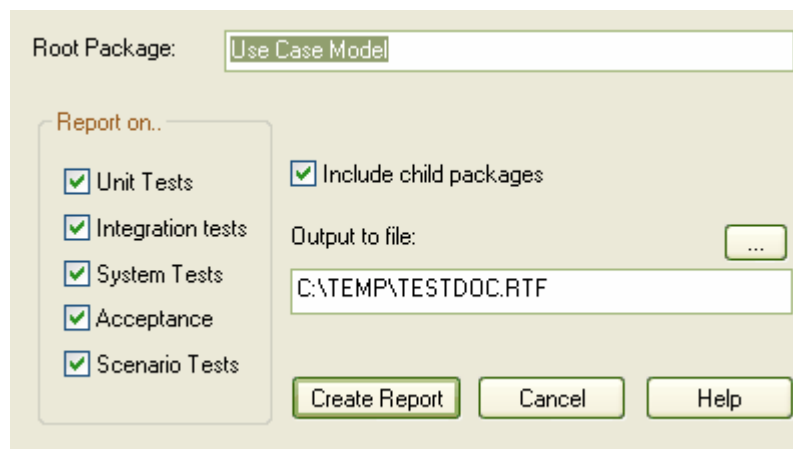 Root Package: Use Case Model
Report on..
Unit Tests
Include child packages
Integration tests
Output to file:
...
System Tests
C:\TEMP\TESTDOC.RTF
Acceptance
Scenario Tests
Create Report Cancel Help